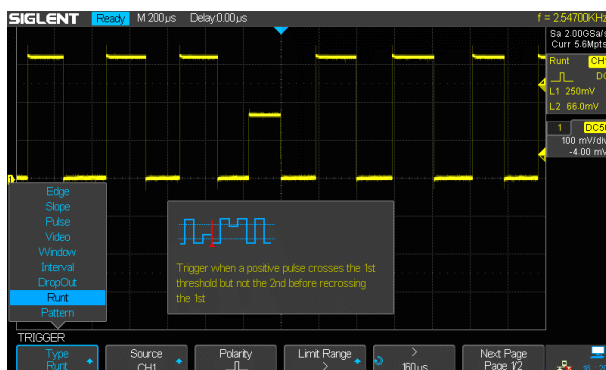 SIGLENT Ready M 200µs Delay:0.00µs f = 2.54700KHz
Sa 2.00GSa/s
Curr 5.6Mpts
Runt CH1
DC
L1 250mV
L2 66.0mV
1 DC50
100 mV/div
-4.00 mV
1
Edge
Slope
Pulse
Video
Window
Interval
DropOut
Runt
Pattern
Trigger when a positive pulse crosses the 1st
threshold but not the 2nd before recrossing
the 1st
TRIGGER
Type Source Polarity Limit Range > Next Page
Runt CH1 > 160µs Page 1/2